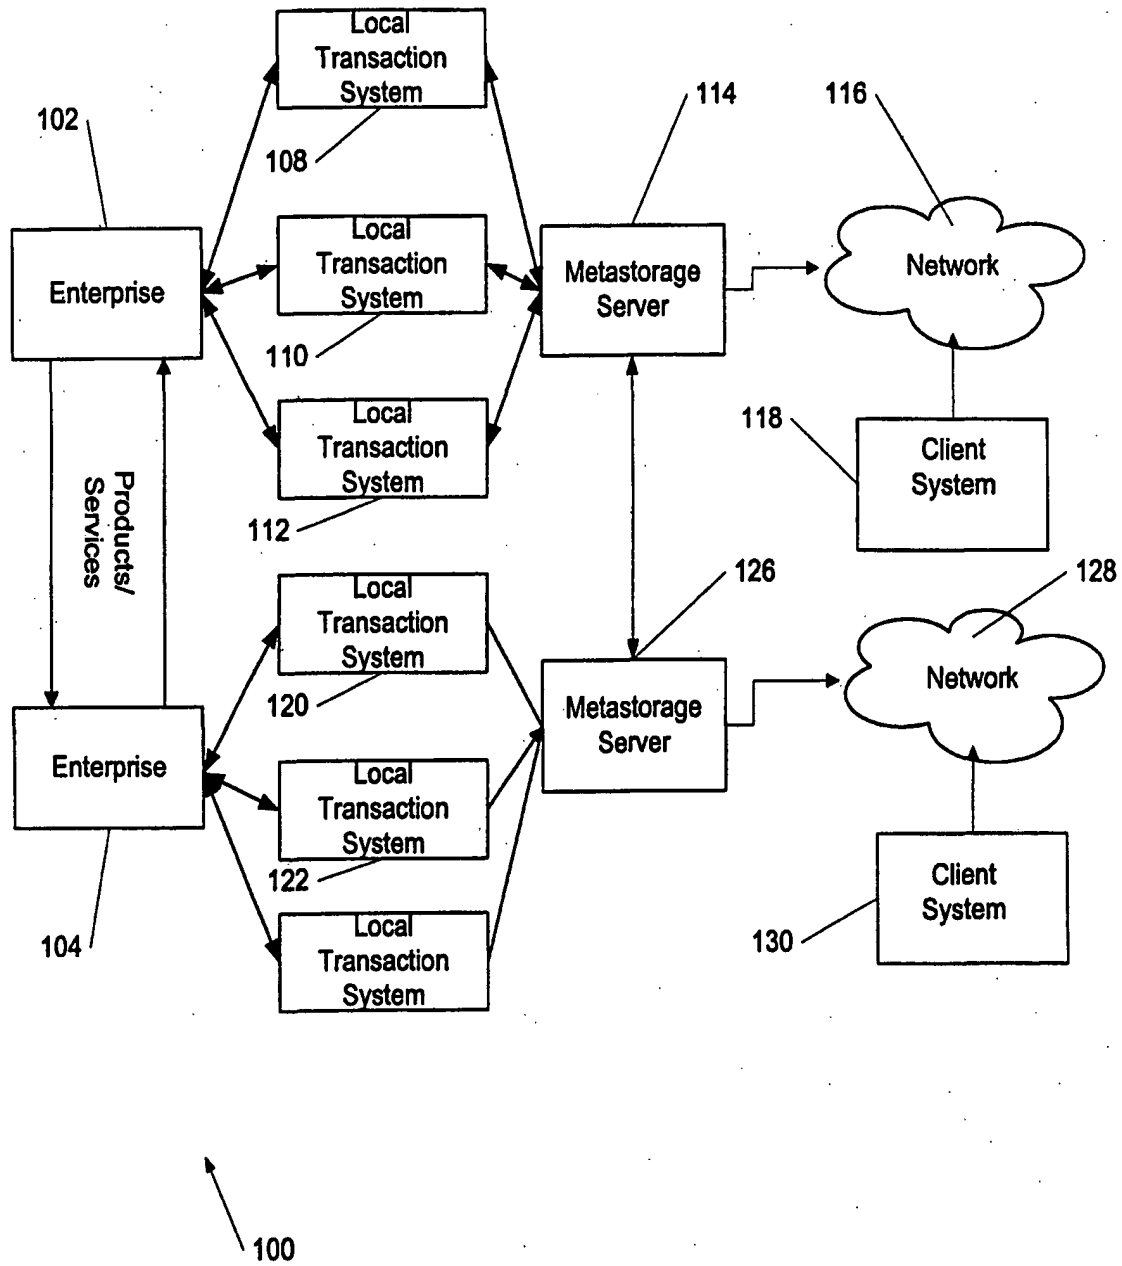 Local
Transaction
System
102
108
114
116
Local
Transaction
System
110
Enterprise
Metastorage
Server
Network
Local
Transaction
System
112
118
Client
System
Products/
Services
Local
Transaction
System
120
126
128
Enterprise
Metastorage
Server
Network
Local
Transaction
System
122
104
Local
Transaction
System
Client
System
130
100